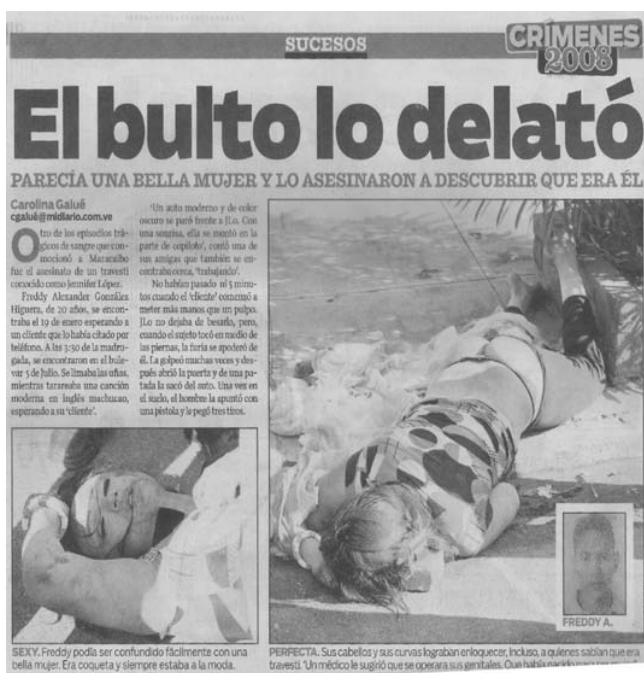 SUCESOS
CRÍMENES
2008
El bulto lo delató
PARECÍA UNA BELLA MUJER Y LO ASESINARON A DESCUBRIR QUE ERA ÉL
Carolina Galué
cgalué@midiario.com.ve
Otro de los episodios trá-
gicos de sangre que con-
mocionó a Maracaibo
fue el asesinato de un travesti
conocido como Jennifer López.
Freddy Alexander González
Higuera, de 20 años, se encon-
traba el 19 de enero esperando a
un cliente que lo había citado por
teléfono. A las 3:30 de la madru-
gada, se encontraron en el bule-
var 5 de Julio. Se limaba las uñas,
mientras tarareaba una canción
moderna en inglés machucao,
esperando a su 'cliente'.
'Un auto moderno y de color
oscuro se paró frente a JLo. Con
una sonrisa, ella se montó en la
parte de copiloto', contó una de
sus amigas que también se en-
contraba cerca, 'trabajando'.
No habían pasado ni 5 minu-
tos cuando el 'cliente' comenzó a
meter más manos que un pulpo.
JLo no dejaba de besarlo, pero,
cuando el sujeto tocó en medio de
las piernas, la furia se apoderó de
él. La golpeó muchas veces y des-
pués abrió la puerta y de una pa-
tada la sacó del auto. Una vez en
el suelo, el hombre la apuntó con
una pistola y le pegó tres tiros.
FREDDY A.
SEXY. Freddy podía ser confundido fácilmente con una
bella mujer. Era coqueta y siempre estaba a la moda.
PERFECTA. Sus cabellos y sus curvas lograban enloquecer, incluso, a quienes sabían que era
travesti. 'Un médico le sugirió que se operara sus genitales. Que había nacido para